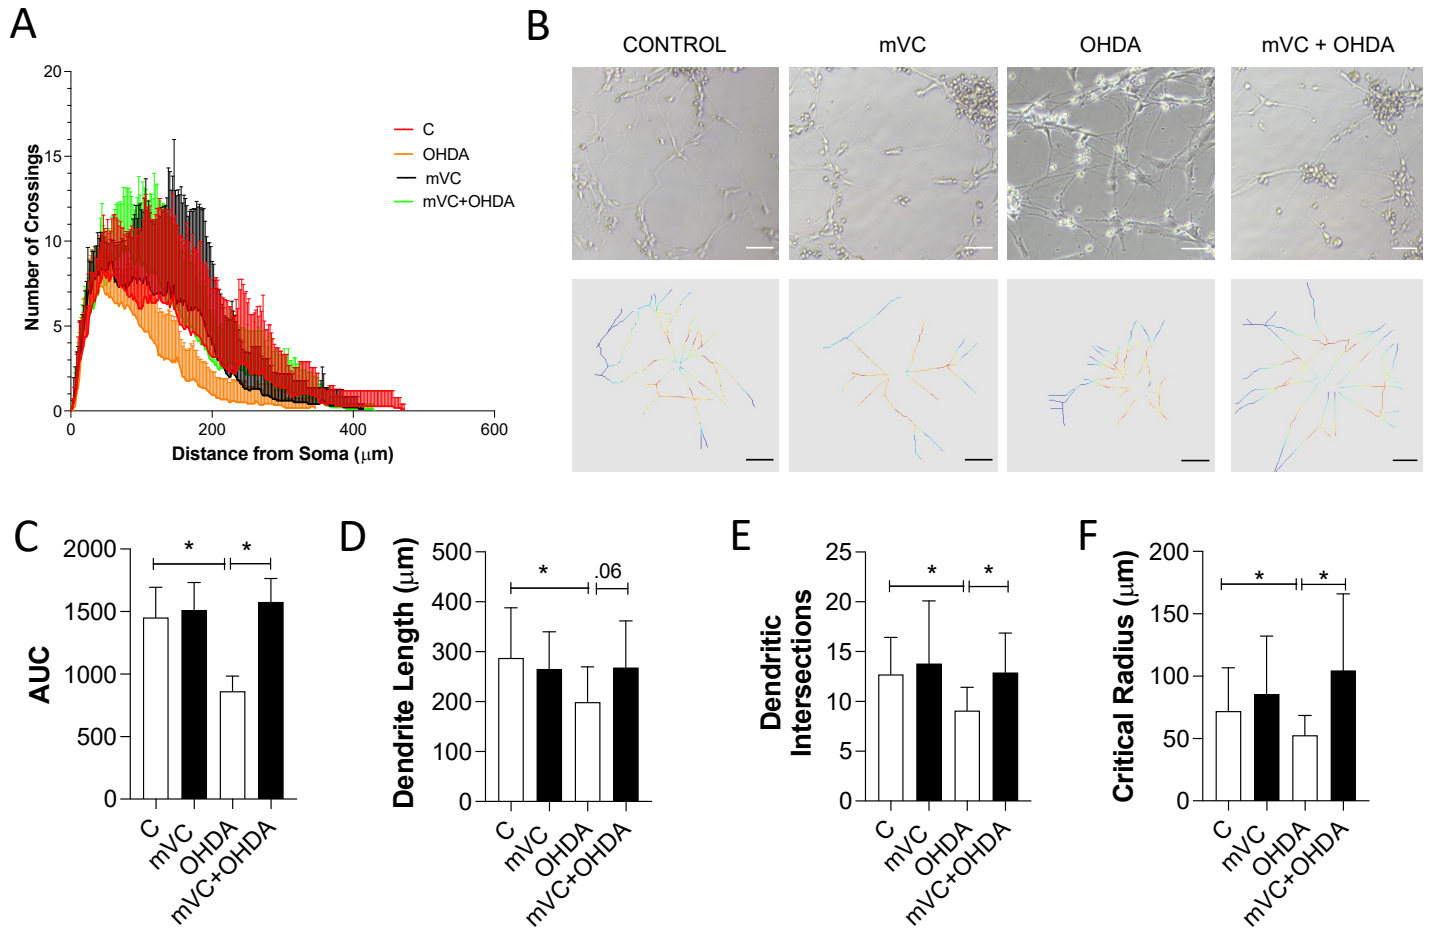 A
20
15
10
5
0
Number of Crossings
0
200
400
600
Distance from Soma (μm)
C
OHDA
mVC
mVC+OHDA
B
CONTROL
mVC
OHDA
mVC + OHDA
C
2000
1500
1000
500
0
AUC
*
*
C
mVC
OHDA
mVC+OHDA
D
500
400
300
200
100
0
Dendrite Length (μm)
*
.06
C
mVC
OHDA
mVC+OHDA
E
25
20
15
10
5
0
Dendritic
Intersections
*
*
C
mVC
OHDA
mVC+OHDA
F
200
150
100
50
0
Critical Radius (μm)
*
*
C
mVC
OHDA
mVC+OHDA